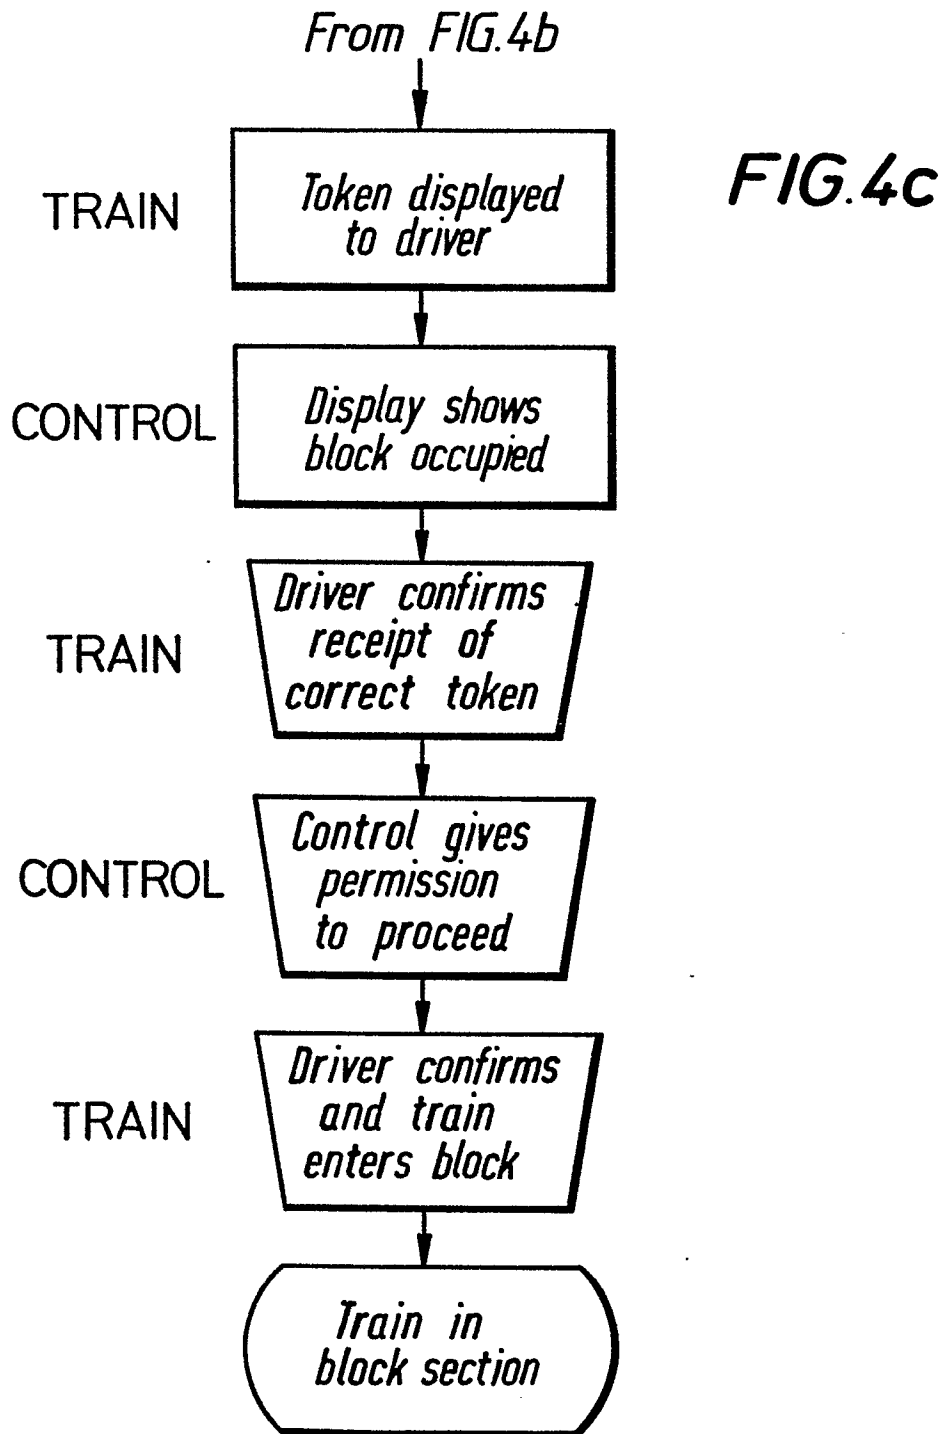 From FIG.4b
FIG.4c
TRAIN
Token displayed
to driver
CONTROL
Display shows
block occupied
TRAIN
Driver confirms
receipt of
correct token
CONTROL
Control gives
permission
to proceed
TRAIN
Driver confirms
and train
enters block
Train in
block section